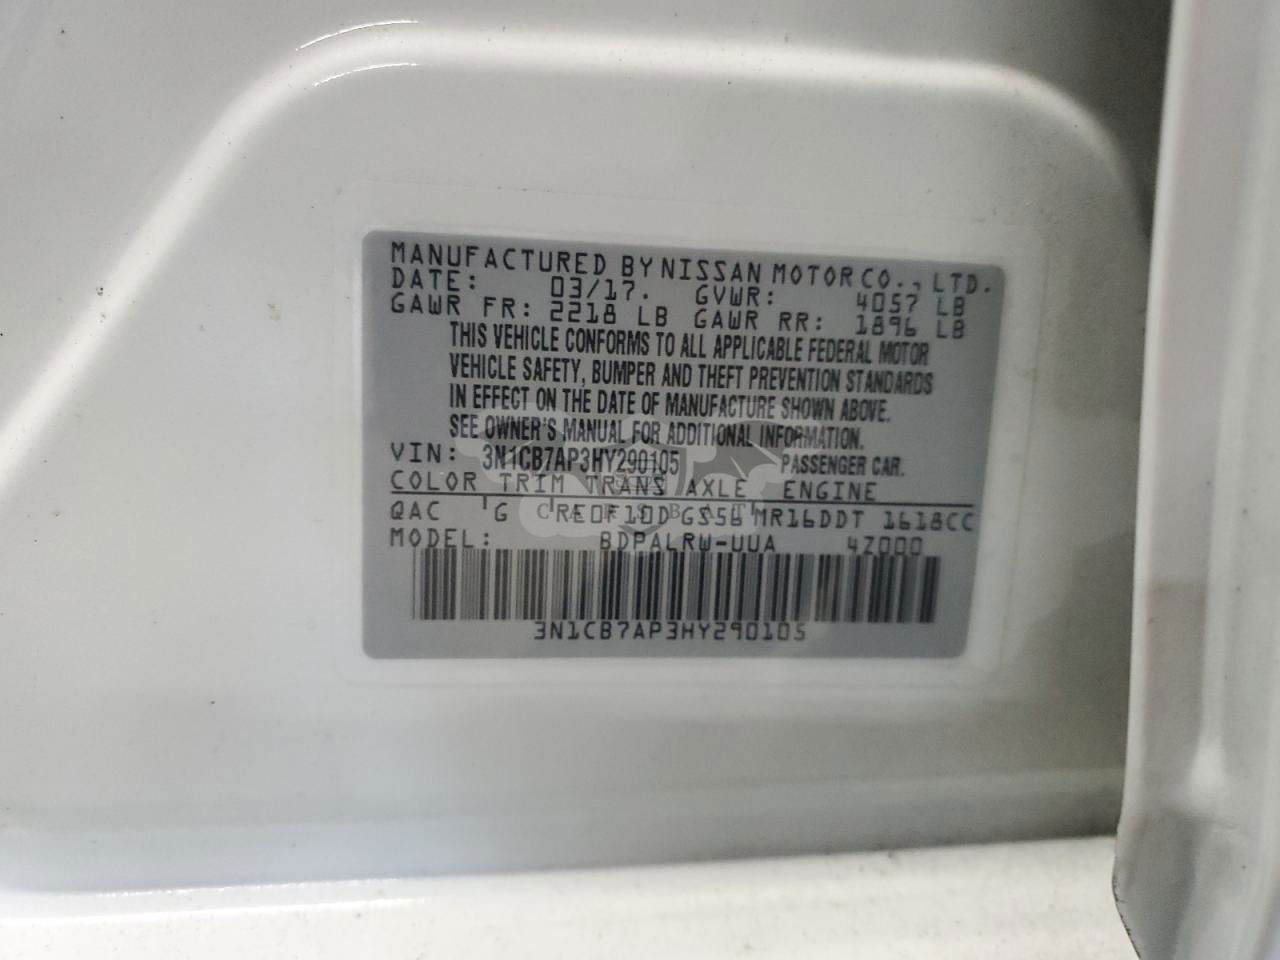 MANUFACTURED BY NISSAN MOTOR CO., LTD.
DATE: 03/17. GVWR: 4057 LB
GAWR FR: 2218 LB GAWR RR: 1896 LB
THIS VEHICLE CONFORMS TO ALL APPLICABLE FEDERAL MOTOR
VEHICLE SAFETY, BUMPER AND THEFT PREVENTION STANDARDS
IN EFFECT ON THE DATE OF MANUFACTURE SHOWN ABOVE.
SEE OWNER'S MANUAL FOR ADDITIONAL INFORMATION.
VIN: 3N1CB7AP3HY290105 PASSENGER CAR.
COLOR TRIM TRANS AXLE ENGINE
QAC G RE0F10D GS56 MR16DDT 1618CC
MODEL: BDPALRW-UUA 4Z000
3N1CB7AP3HY290105